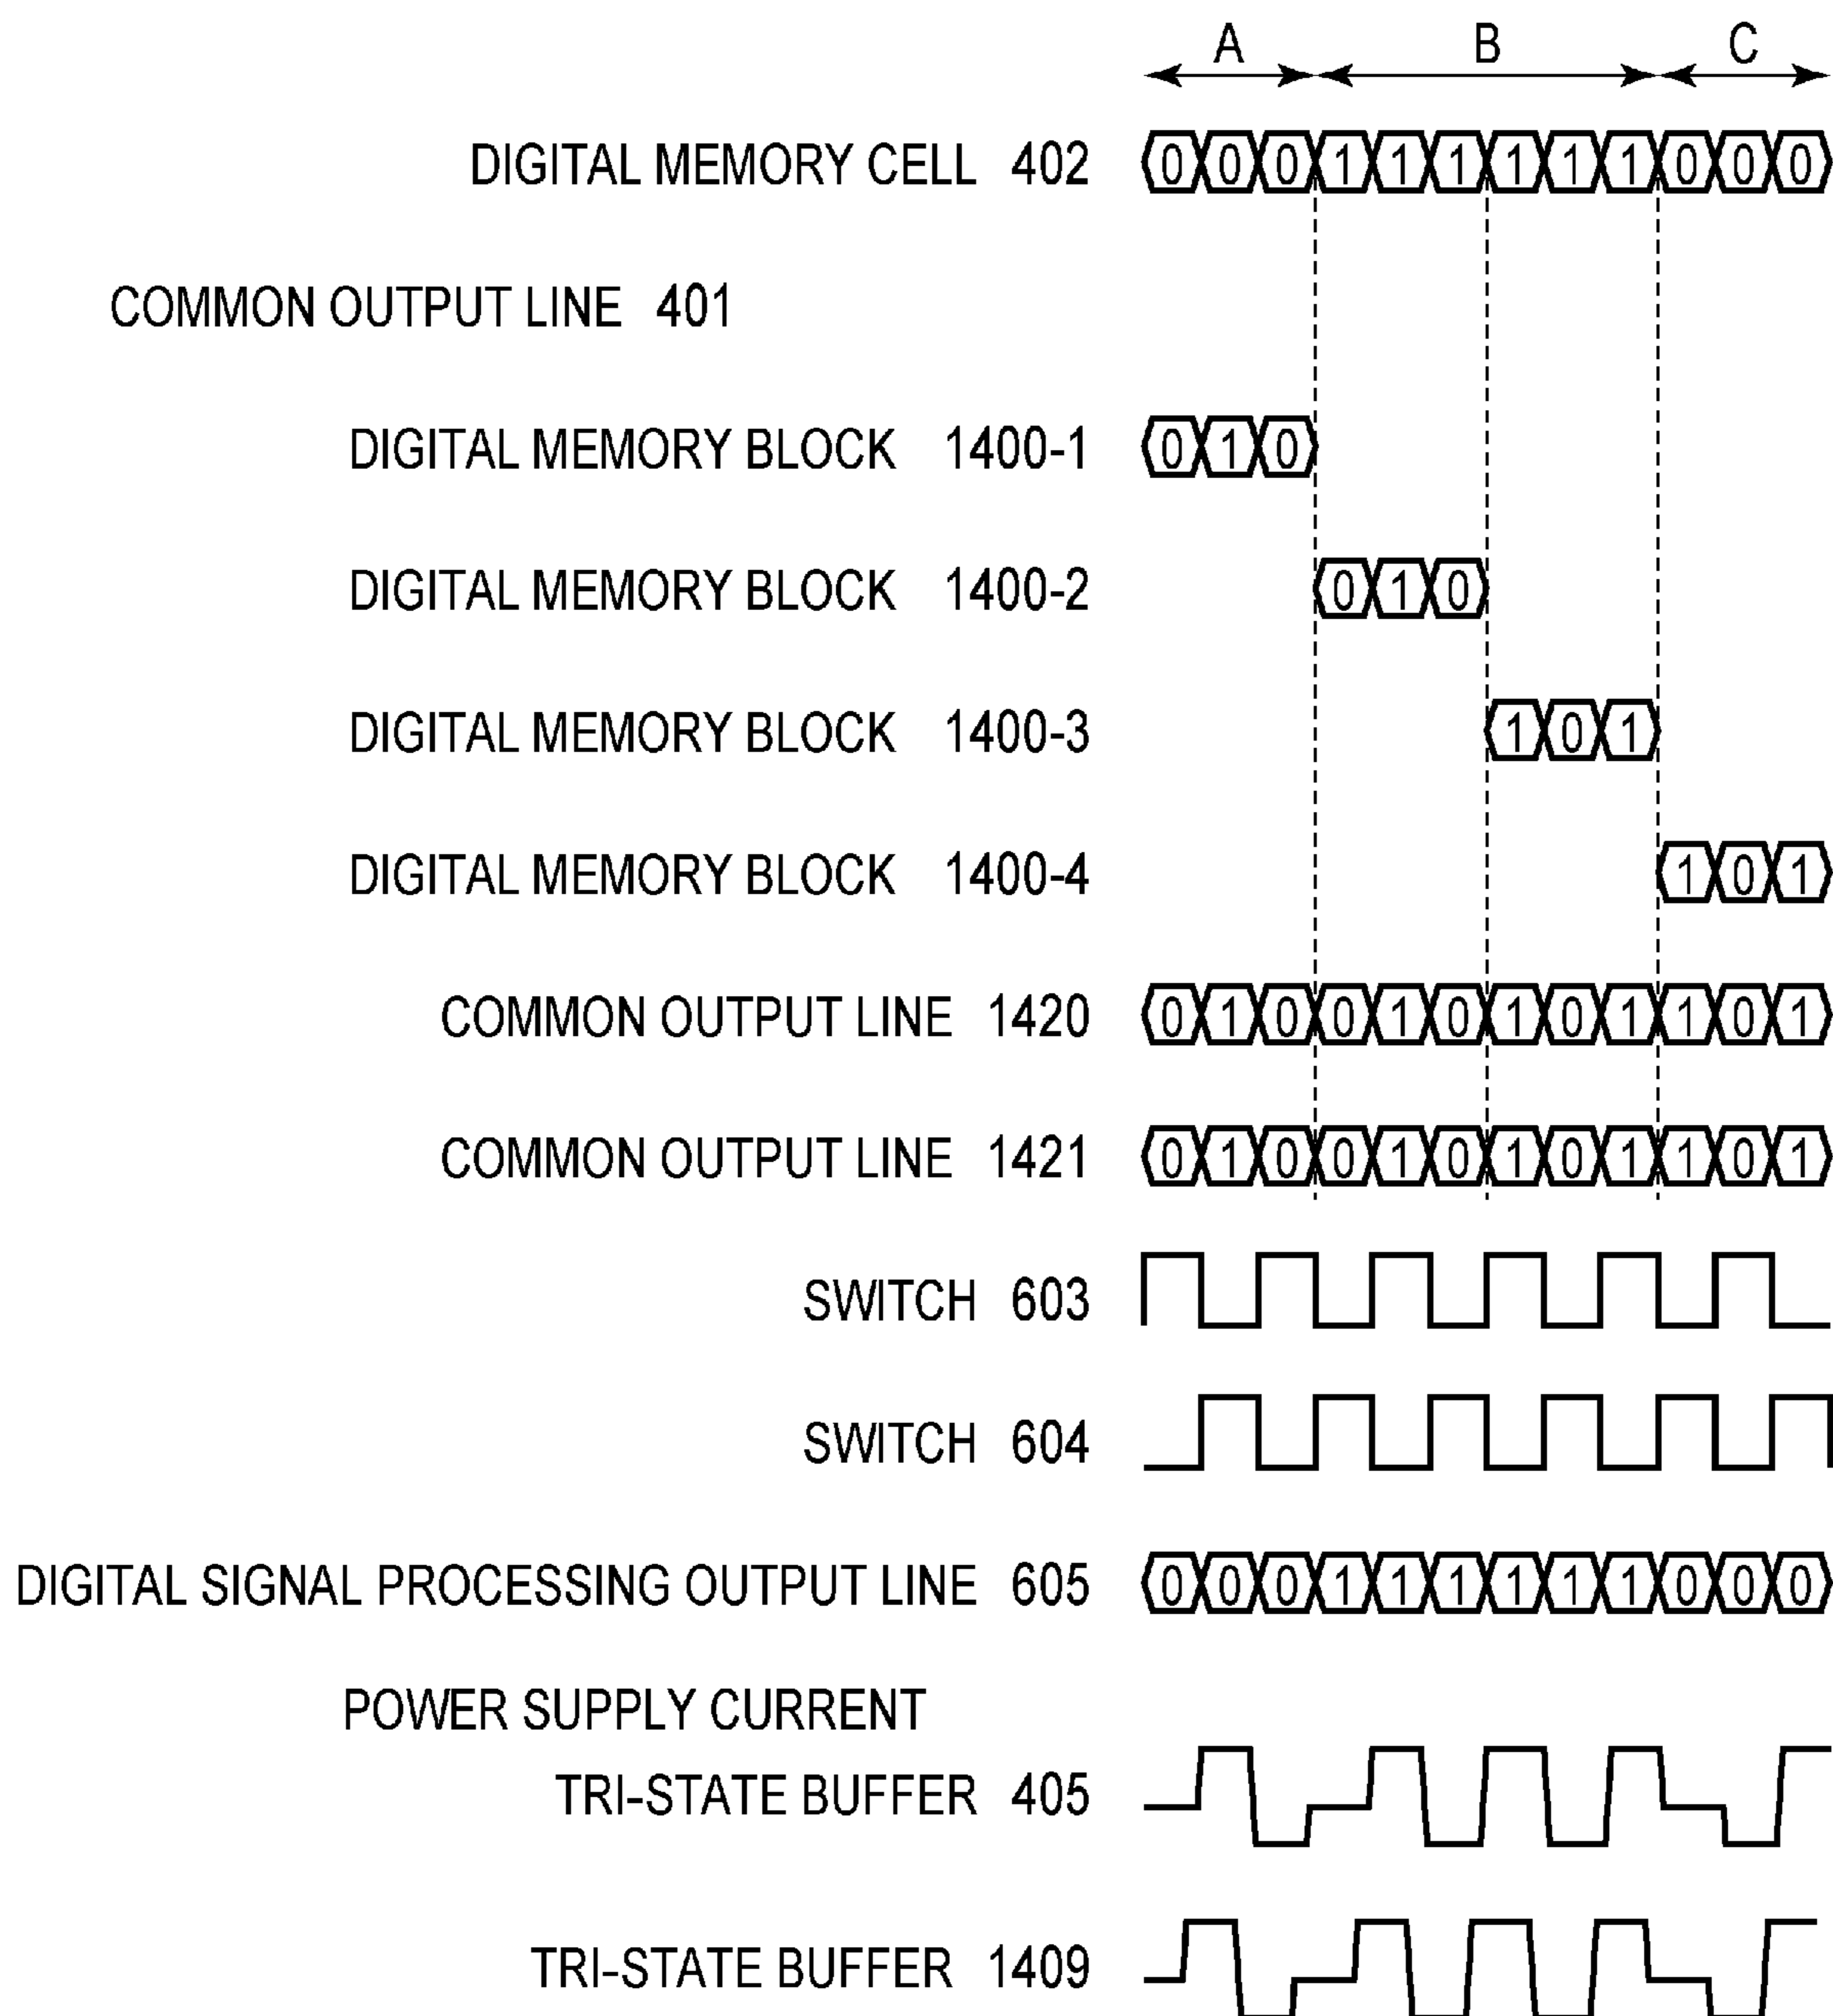 A B C
DIGITAL MEMORY CELL 402 0 0 0 1 1 1 1 1 1 0 0 0
COMMON OUTPUT LINE 401
DIGITAL MEMORY BLOCK 1400-1 0 1 0
DIGITAL MEMORY BLOCK 1400-2 0 1 0
DIGITAL MEMORY BLOCK 1400-3 1 0 1
DIGITAL MEMORY BLOCK 1400-4 1 0 1
COMMON OUTPUT LINE 1420 0 1 0 0 1 0 1 0 1 1 0 1
COMMON OUTPUT LINE 1421 0 1 0 0 1 0 1 0 1 1 0 1
SWITCH 603
SWITCH 604
DIGITAL SIGNAL PROCESSING OUTPUT LINE 605 0 0 0 1 1 1 1 1 1 0 0 0
POWER SUPPLY CURRENT
TRI-STATE BUFFER 405
TRI-STATE BUFFER 1409